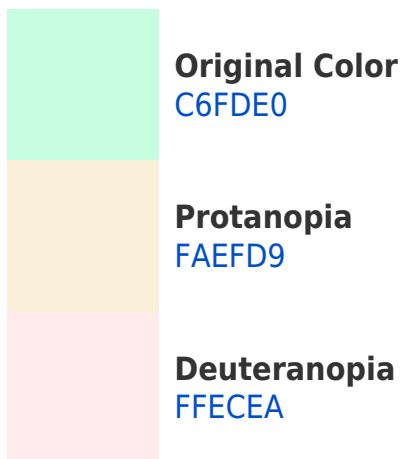 Original Color
C6FDE0
Protanopia
FAEFD9
Deuteranopia
FFECEA